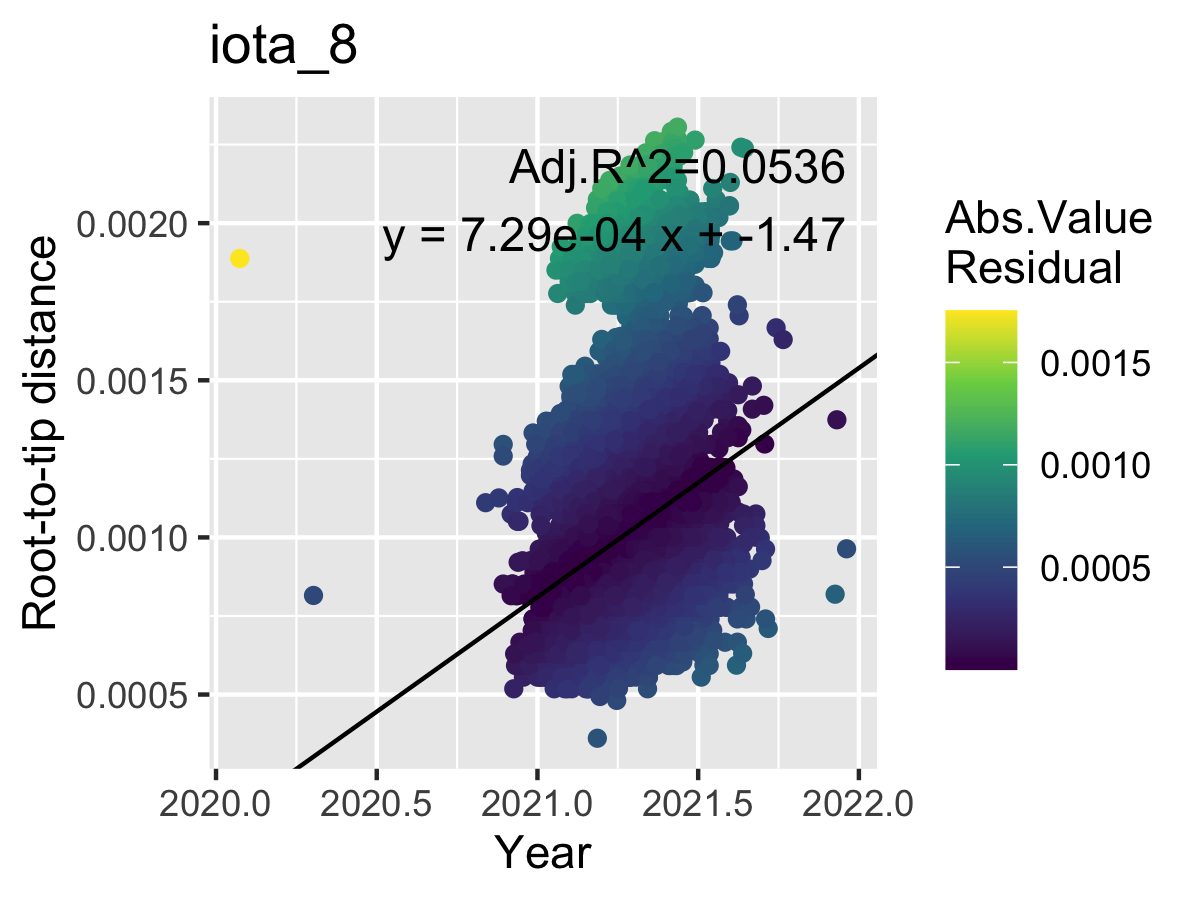 iota_8
Adj.R^2=0.0536
y = 7.29e-04 x + -1.47
Root-to-tip distance
0.0020
0.0015
0.0010
0.0005
2020.0
2020.5
2021.0
2021.5
2022.0
Year
Abs.Value
Residual
0.0015
0.0010
0.0005